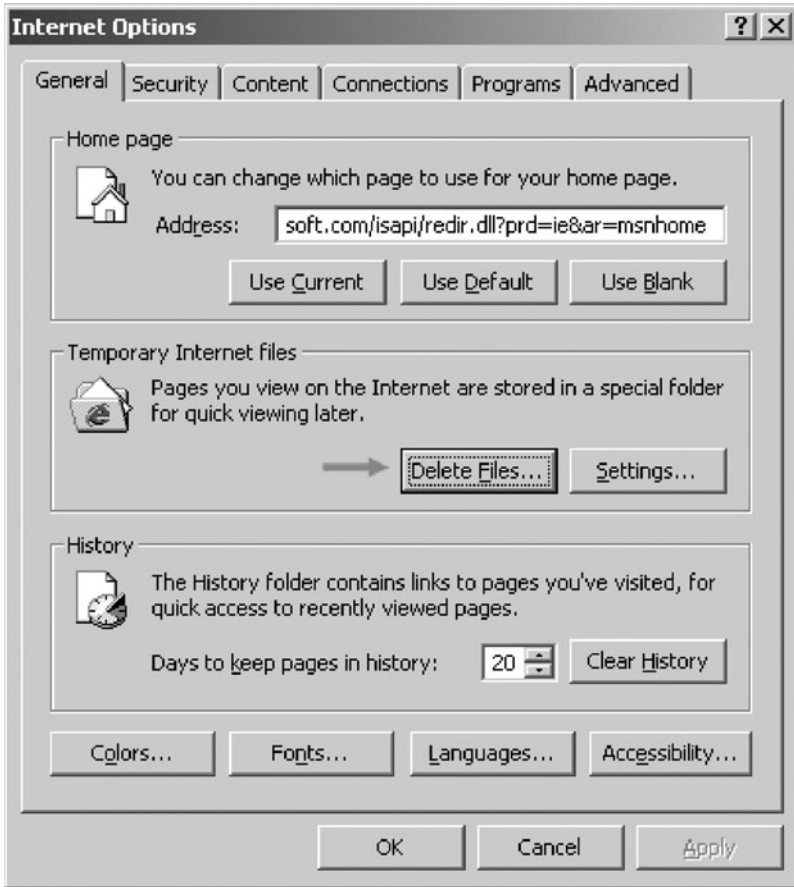 Internet Options
General Security Content Connections Programs Advanced
Home page
You can change which page to use for your home page.
Address: soft.com/isapi/redir.dll?prd=ie&ar=msnhome
Use Current Use Default Use Blank
Temporary Internet files
Pages you view on the Internet are stored in a special folder
for quick viewing later.
Delete Files... Settings...
History
The History folder contains links to pages you've visited, for
quick access to recently viewed pages.
Days to keep pages in history: 20 Clear History
Colors... Fonts... Languages... Accessibility...
OK Cancel Apply